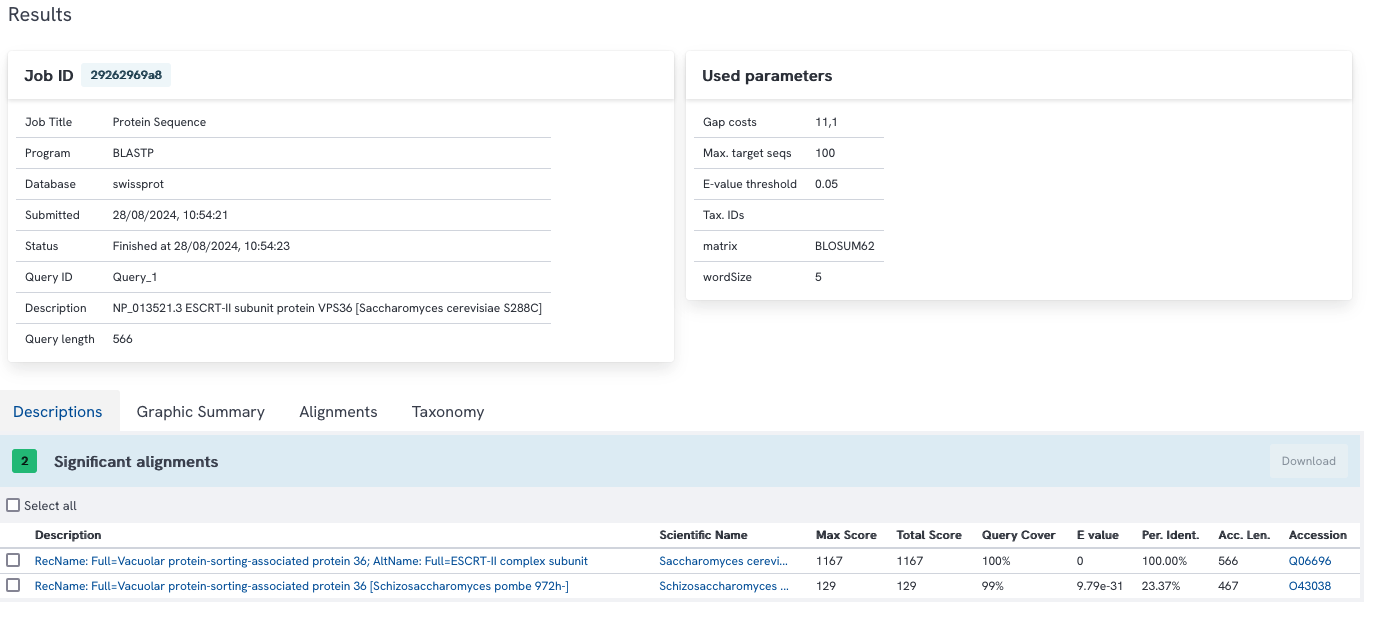 Results
Job ID 29262969a8
Job Title Protein Sequence
Program BLASTP
Database swissprot
Submitted 28/08/2024, 10:54:21
Status Finished at 28/08/2024, 10:54:23
Query ID Query_1
Description NP_013521.3 ESCRT-II subunit protein VPS36 [Saccharomyces cerevisiae S288C]
Query length 566
Used parameters
Gap costs 11,1
Max. target seqs 100
E-value threshold 0.05
Tax. IDs
matrix BLOSUM62
wordSize 5
Descriptions Graphic Summary Alignments Taxonomy
2 Significant alignments Download
Select all
Description Scientific Name Max Score Total Score Query Cover E value Per. Ident. Acc. Len. Accession
RecName: Full=Vacuolar protein-sorting-associated protein 36; AltName: Full=ESCRT-II complex subunit Saccharomyces cerevi... 1167 1167 100% 0 100.00% 566 Q06696
RecName: Full=Vacuolar protein-sorting-associated protein 36 [Schizosaccharomyces pombe 972h-] Schizosaccharomyces ... 129 129 99% 9.79e-31 23.37% 467 O43038